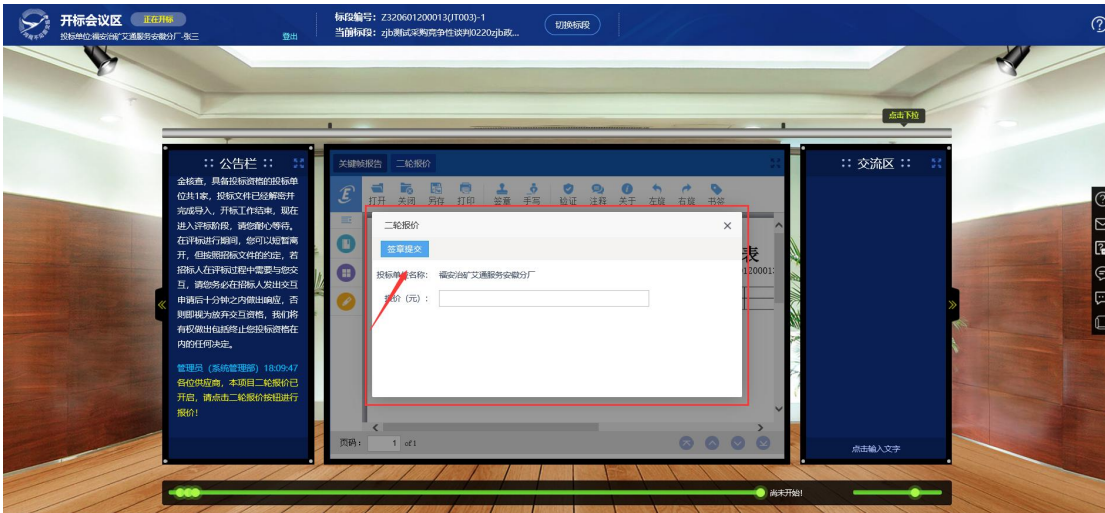 开标会议区 正在开标
投标单位:福安治矿艾通服务安徽分厂-张三 登出
标段编号： Z320601200013(JT003)-1
当前标段： zjb测试采购竞争性谈判0220zjb政...
切换标段
点击下拉
:: 公告栏 ::
金核查，具备投标资格的投标单
位共1家，投标文件已经解密并
完成导入，开标工作结束，现在
进入评标阶段，请您耐心等待。
在评标进行期间，您可以短暂离
开，但按照招标文件的约定，若
招标人在评标过程中需要与您交
互，请您务必在招标人发出交互
申请后十分钟之内做出响应，否
则即视为放弃交互资格，我们将
有权做出包括终止您投标资格在
内的任何决定。
管理员（系统管理部）18:09:47
各位供应商，本项目二轮报价已
开启，请点击二轮报价按钮进行
报价！
关键帧报告 二轮报价
打开 关闭 另存 打印 签章 手写 验证 注释 关于 左旋 右旋 书签
表
二轮报价 ×
签章提交
投标单位名称： 福安治矿艾通服务安徽分厂
报价（元）：
页码： 1 of1
:: 交流区 ::
点击输入文字
尚未开始!